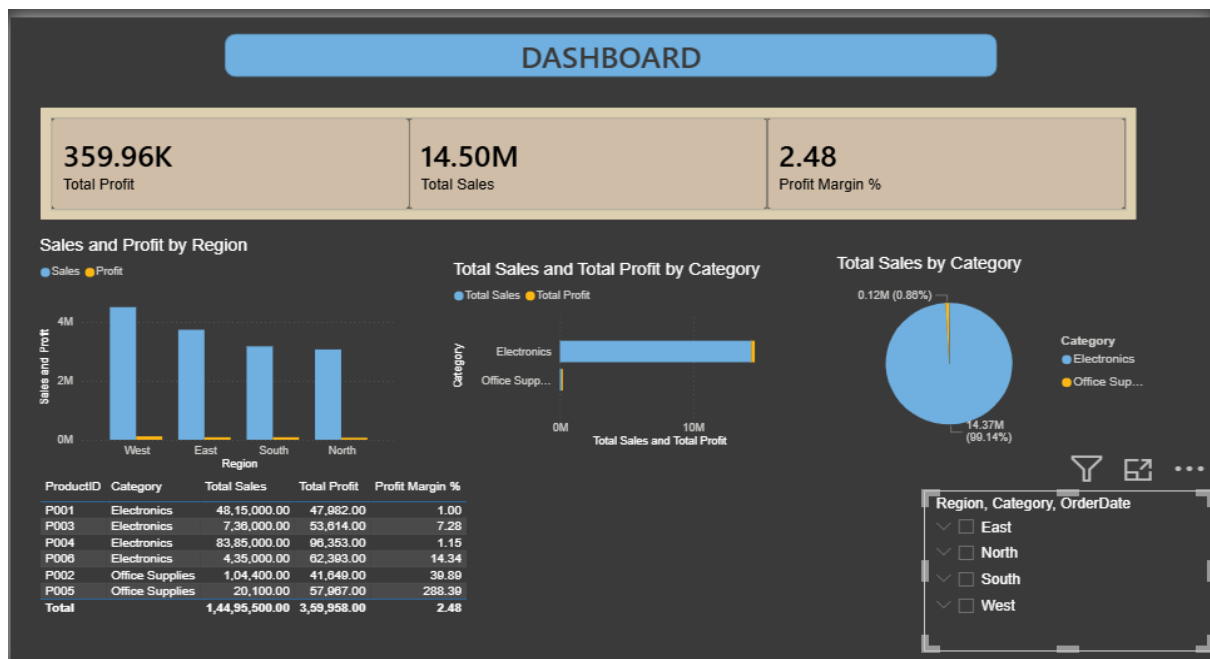 DASHBOARD
359.96K
Total Profit
14.50M
Total Sales
2.48
Profit Margin %
Sales and Profit by Region
Sales Profit
Sales and Profit
4M
2M
0M
West East South North
Region
Total Sales and Total Profit by Category
Total Sales Total Profit
Category
Electronics
Office Supp...
0M 10M
Total Sales and Total Profit
Total Sales by Category
0.12M (0.86%)
14.37M
(99.14%)
Category
Electronics
Office Sup...
ProductID Category Total Sales Total Profit Profit Margin %
P001 Electronics 48,15,000.00 47,982.00 1.00
P003 Electronics 7,36,000.00 53,614.00 7.28
P004 Electronics 83,85,000.00 96,353.00 1.15
P006 Electronics 4,35,000.00 62,393.00 14.34
P002 Office Supplies 1,04,400.00 41,649.00 39.89
P005 Office Supplies 20,100.00 57,967.00 288.39
Total 1,44,95,500.00 3,59,958.00 2.48
Region, Category, OrderDate
East
North
South
West